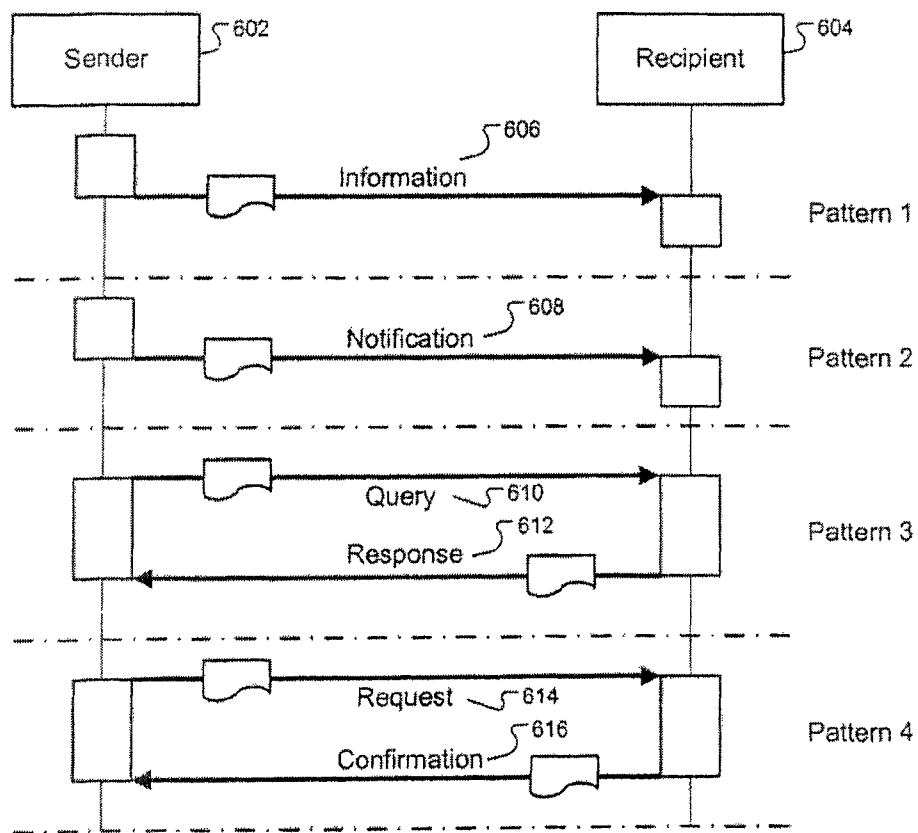 602
Sender
604
Recipient
606
Information
Pattern 1
608
Notification
Pattern 2
Query
610
612
Response
Pattern 3
Request
614
616
Confirmation
Pattern 4